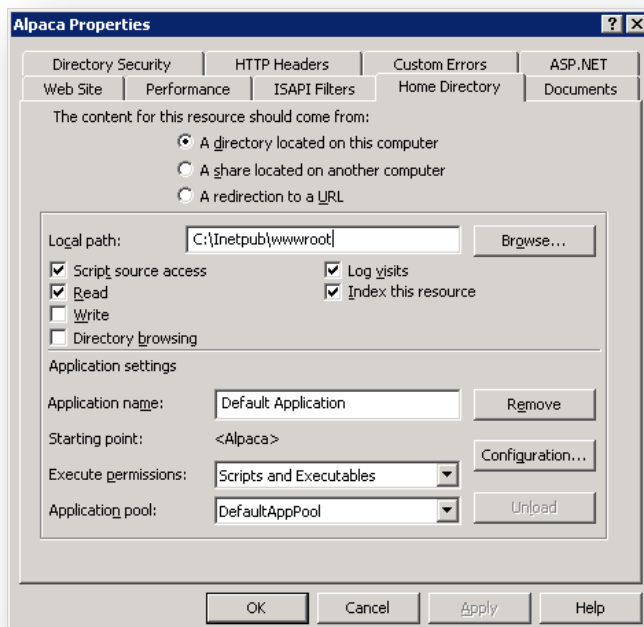 Alpaca Properties
Directory Security HTTP Headers Custom Errors ASP.NET
Web Site Performance ISAPI Filters Home Directory Documents
The content for this resource should come from:
A directory located on this computer
A share located on another computer
A redirection to a URL
Local path: C:\Inetpub\wwwroot Browse...
Script source access Log visits
Read Index this resource
Write
Directory browsing
Application settings
Application name: Default Application Remove
Starting point: <Alpaca>
Configuration...
Execute permissions: Scripts and Executables
Application pool: DefaultAppPool Unload
OK Cancel Apply Help